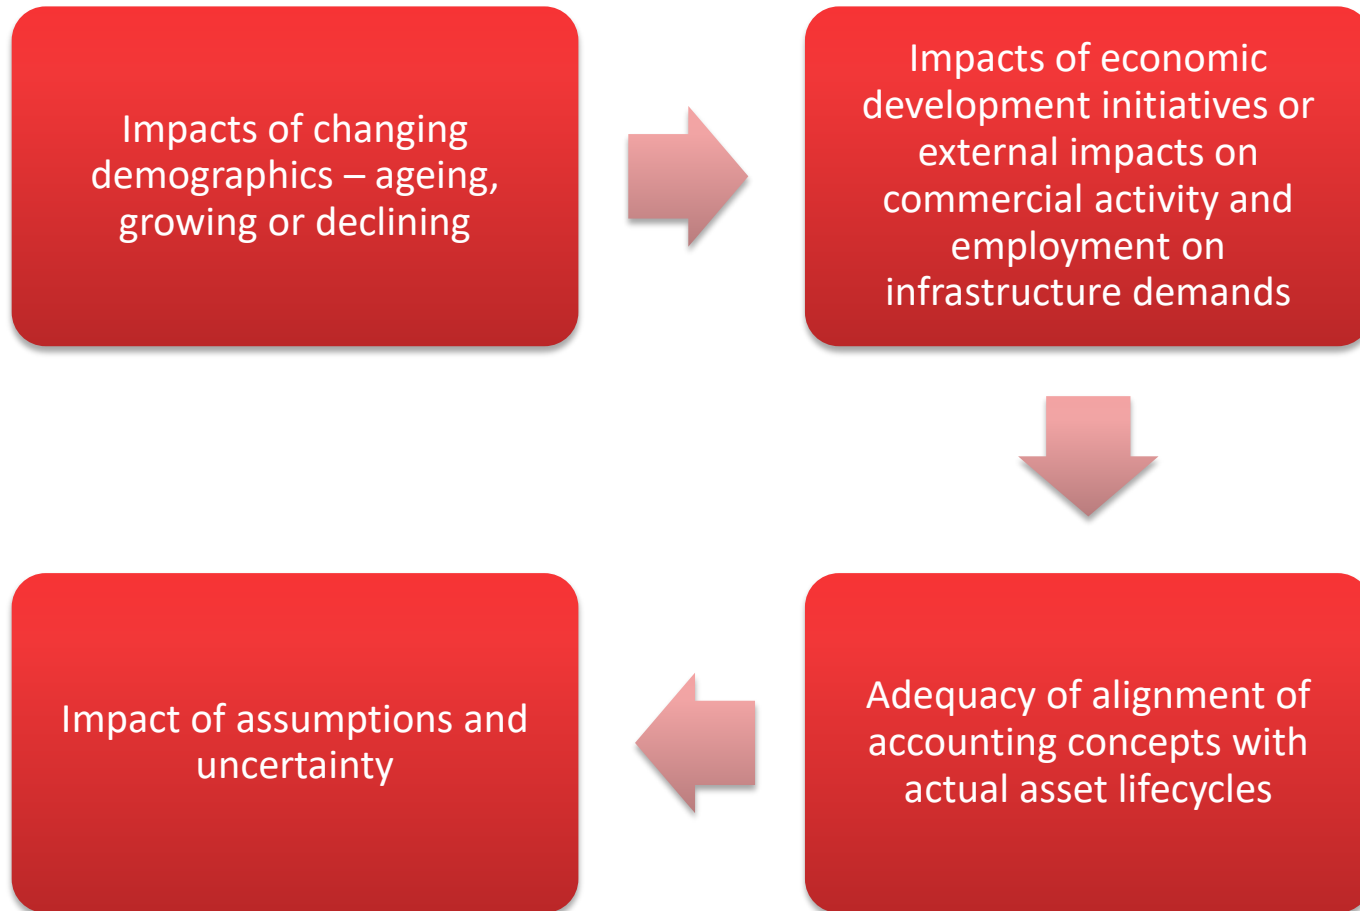 Impacts of changing
demographics – ageing,
growing or declining
Impacts of economic
development initiatives or
external impacts on
commercial activity and
employment on
infrastructure demands
Adequacy of alignment of
accounting concepts with
actual asset lifecycles
Impact of assumptions and
uncertainty